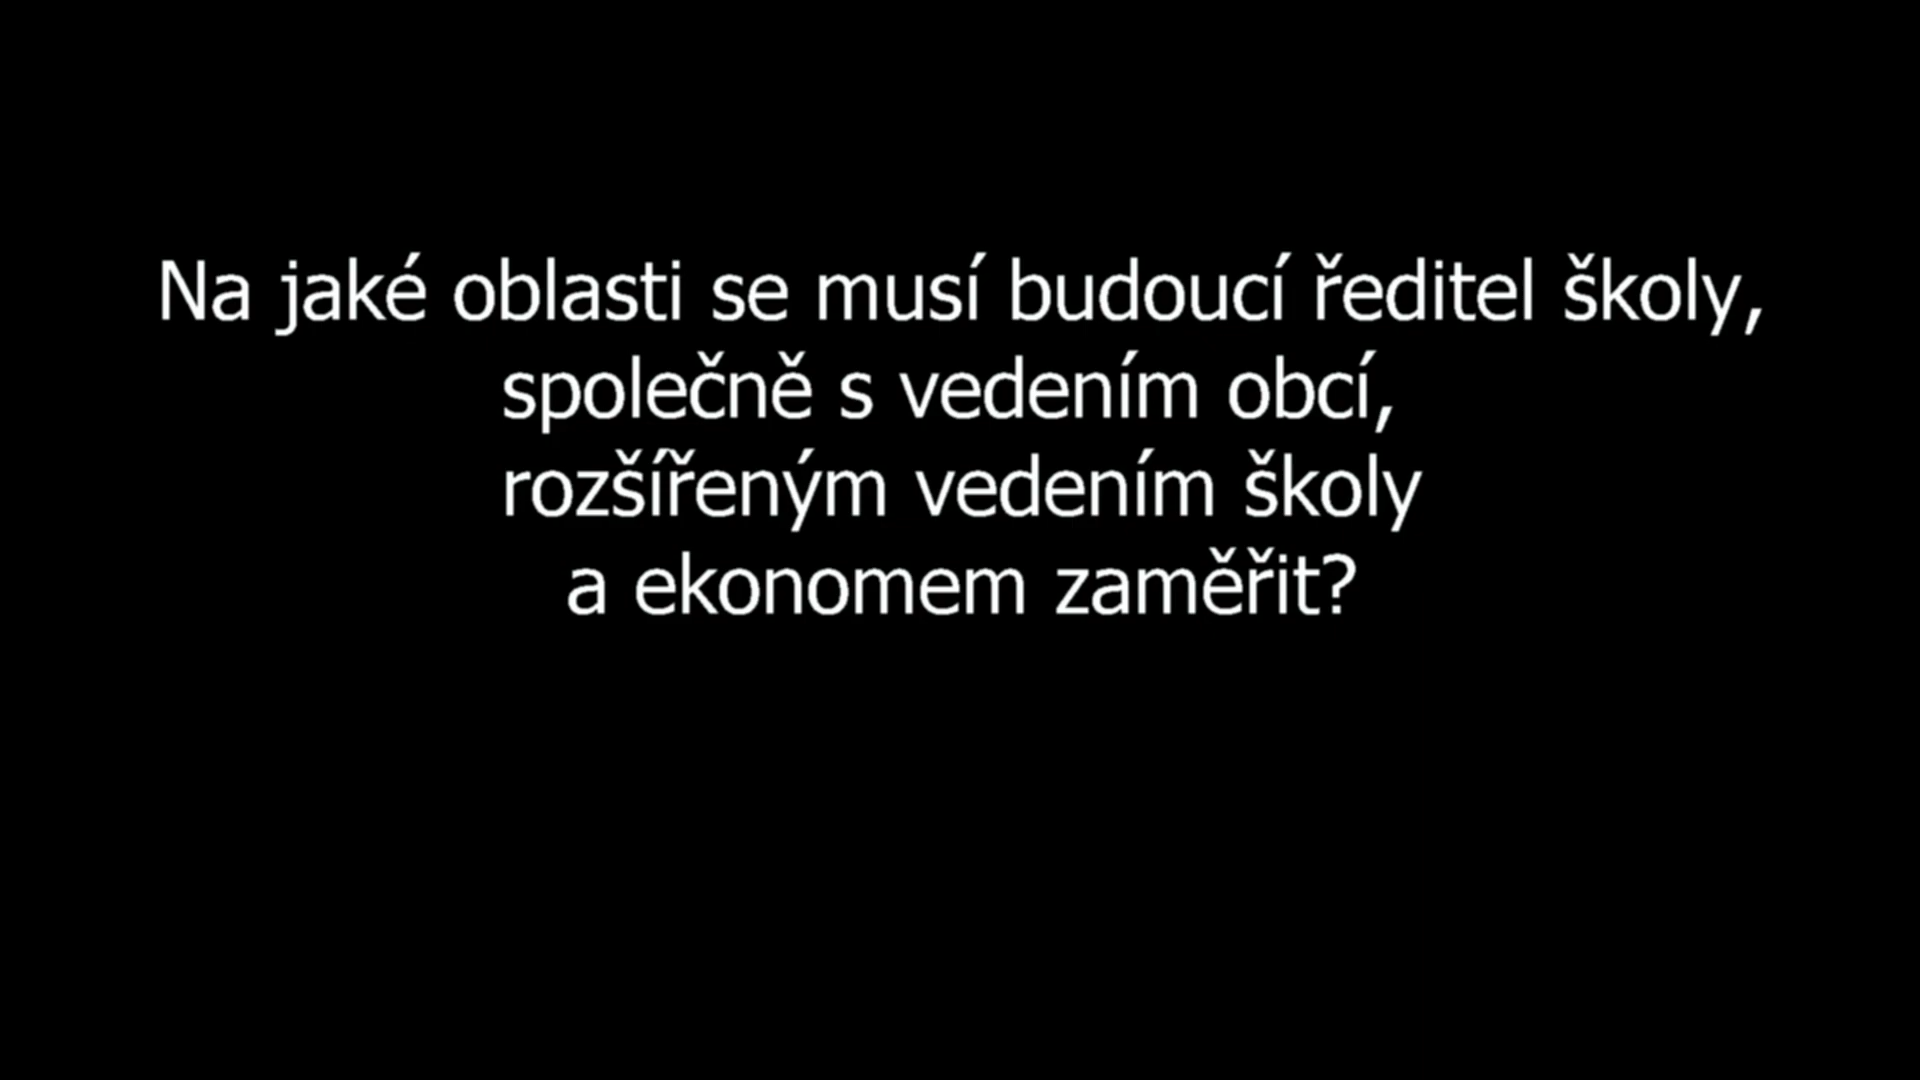 Na jaké oblasti se musí budoucí ředitel školy,
společně s vedením obcí,
rozšířeným vedením školy
a ekonomem zaměřit?